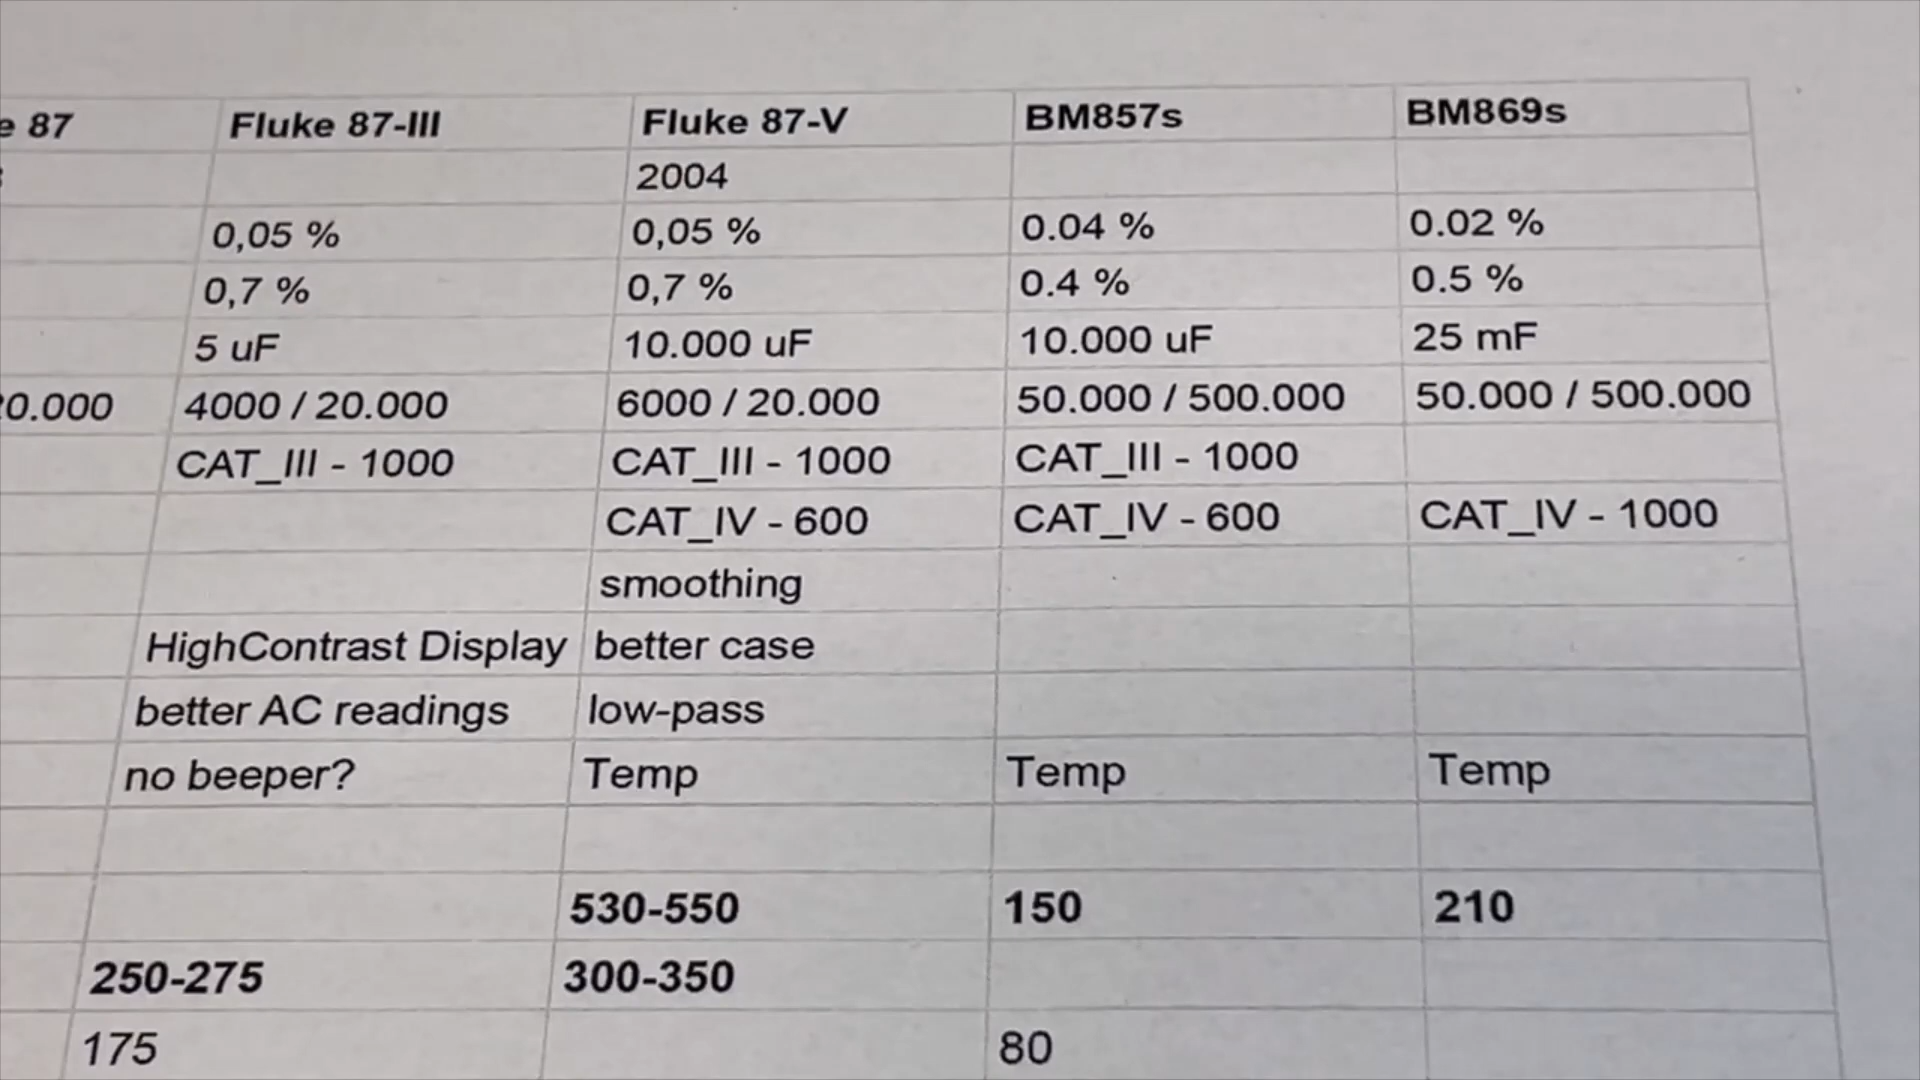 e 87 Fluke 87-III Fluke 87-V BM857s BM869s
2004
0,05 % 0,05 % 0.04 % 0.02 %
0,7 % 0,7 % 0.4 % 0.5 %
5 uF 10.000 uF 10.000 uF 25 mF
0.000 4000 / 20.000 6000 / 20.000 50.000 / 500.000 50.000 / 500.000
CAT_III - 1000 CAT_III - 1000 CAT_III - 1000
CAT_IV - 600 CAT_IV - 600 CAT_IV - 1000
smoothing
HighContrast Display better case
better AC readings low-pass
no beeper? Temp Temp Temp
530-550 150 210
250-275 300-350
175 80